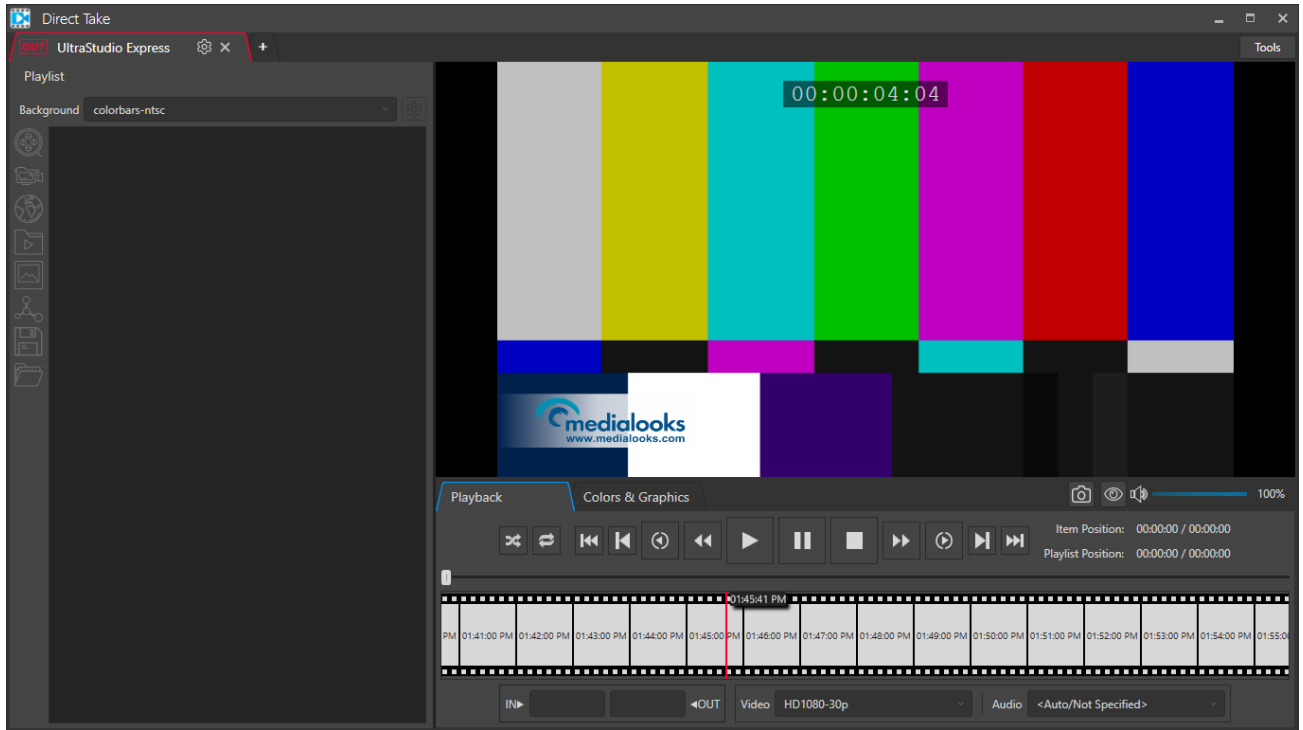 Direct Take
OUT UltraStudio Express +
Tools
Playlist
Background colorbars-ntsc
00:00:04:04
medialooks
www.medialooks.com
Playback Colors & Graphics 100%
Item Position: 00:00:00 / 00:00:00
Playlist Position: 00:00:00 / 00:00:00
01:45:41 PM
PM 01:41:00 PM 01:42:00 PM 01:43:00 PM 01:44:00 PM 01:45:00 PM 01:46:00 PM 01:47:00 PM 01:48:00 PM 01:49:00 PM 01:50:00 PM 01:51:00 PM 01:52:00 PM 01:53:00 PM 01:54:00 PM 01:55:0
IN▶ ◀OUT Video HD1080-30p Audio <Auto/Not Specified>